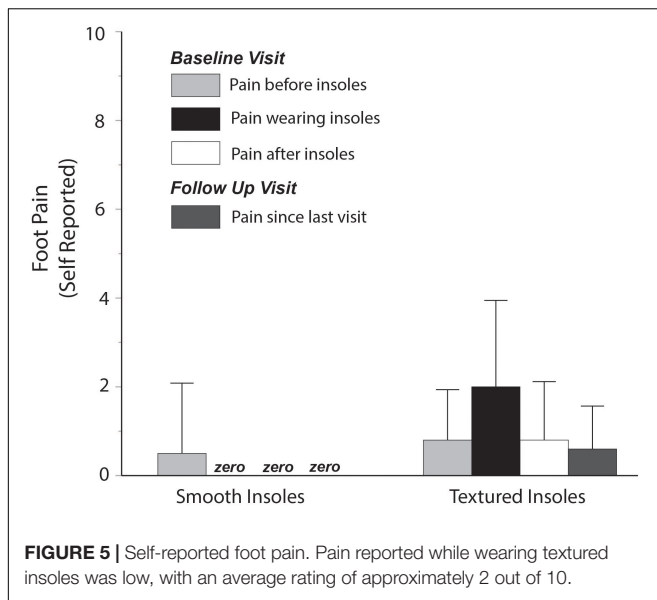 10
8
6
4
2
0
Foot Pain
(Self Reported)
Baseline Visit
Pain before insoles
Pain wearing insoles
Pain after insoles
Follow Up Visit
Pain since last visit
zero zero zero
Smooth Insoles Textured Insoles
FIGURE 5 | Self-reported foot pain. Pain reported while wearing textured
insoles was low, with an average rating of approximately 2 out of 10.